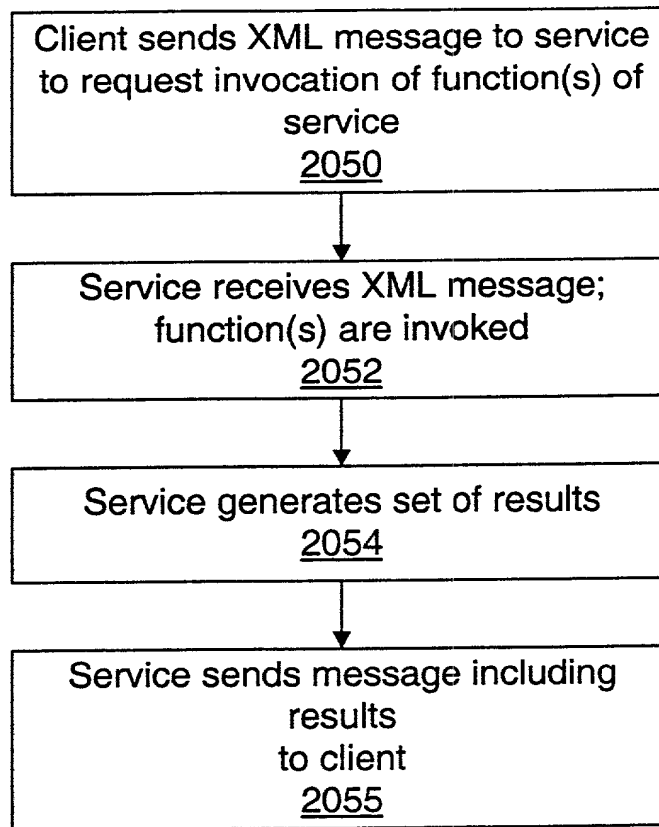 Client sends XML message to service
to request invocation of function(s) of
service
2050
Service receives XML message;
function(s) are invoked
2052
Service generates set of results
2054
Service sends message including
results
to client
2055